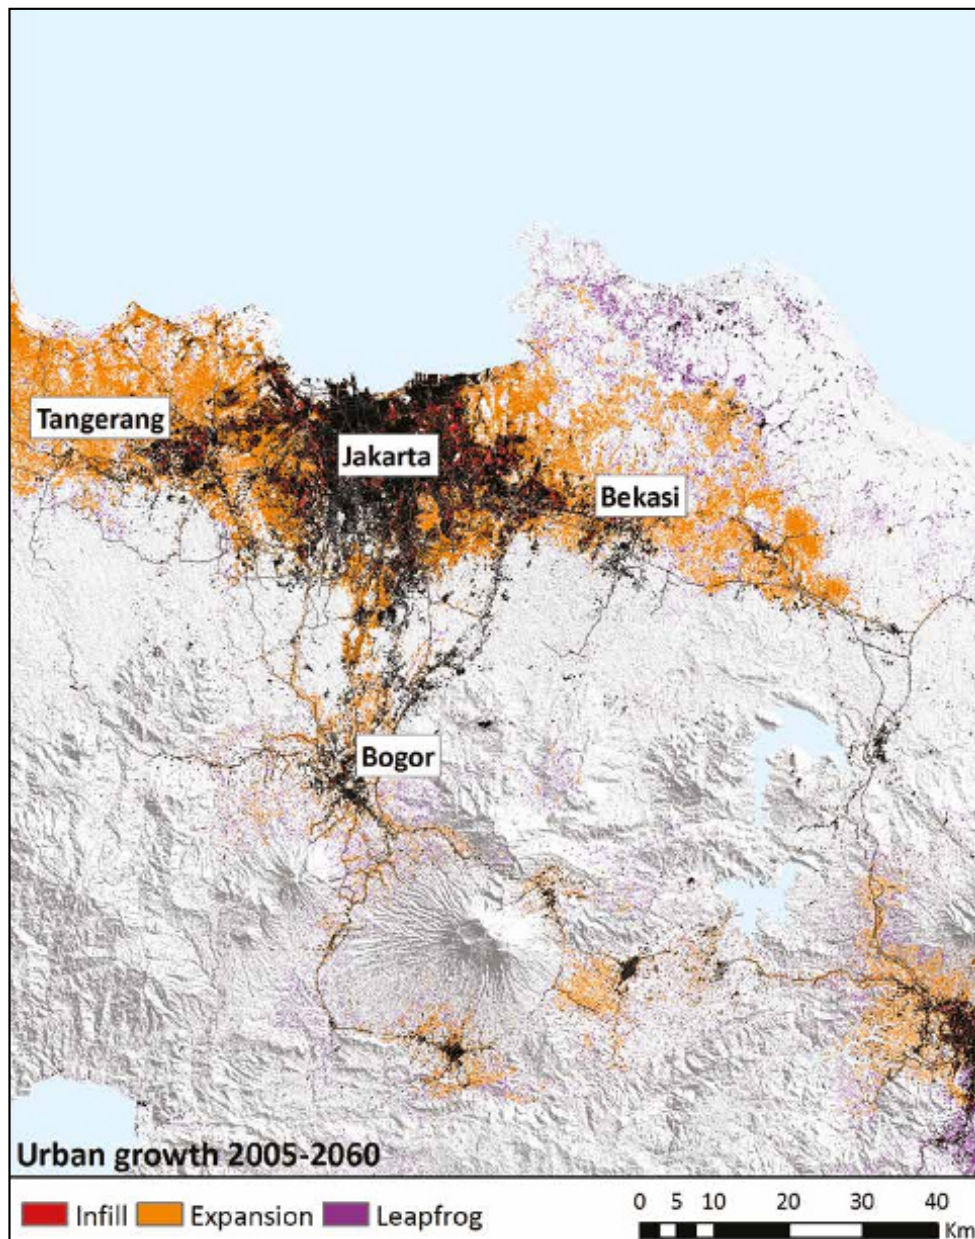 Tangerang
Jakarta
Bekasi
Bogor
Urban growth 2005-2060
Infill Expansion Leapfrog
0 5 10 20 30 40
Km